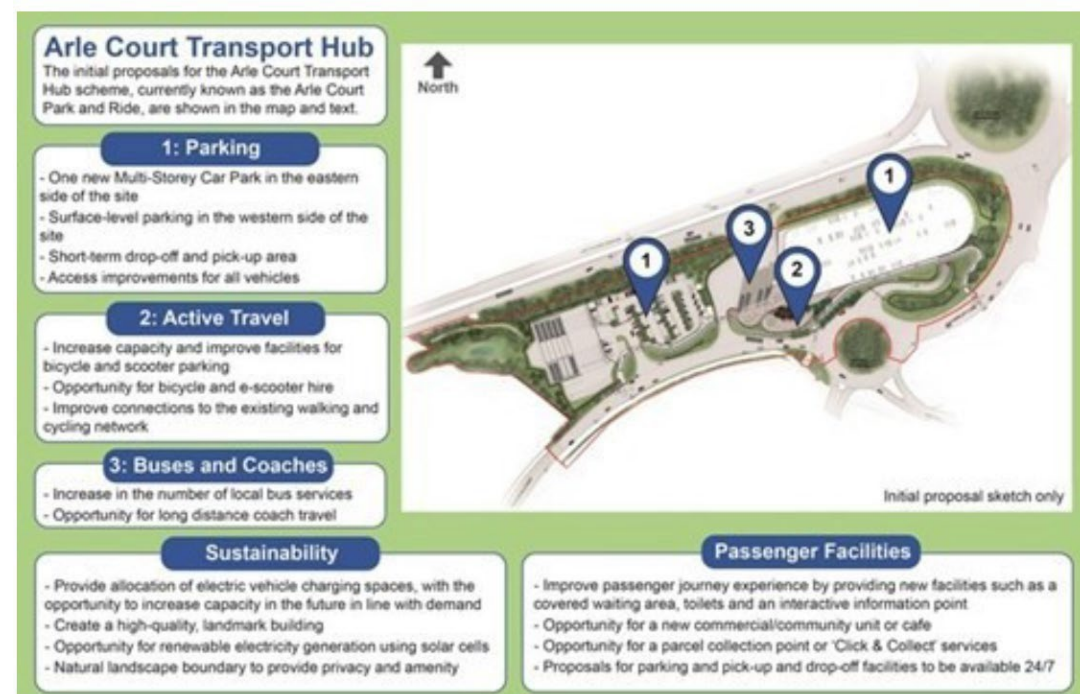 Arle Court Transport Hub
The initial proposals for the Arle Court Transport
Hub scheme, currently known as the Arle Court
Park and Ride, are shown in the map and text.
1: Parking
- One new Multi-Storey Car Park in the eastern
side of the site
- Surface-level parking in the western side of the
site
- Short-term drop-off and pick-up area
- Access improvements for all vehicles
2: Active Travel
- Increase capacity and improve facilities for
bicycle and scooter parking
- Opportunity for bicycle and e-scooter hire
- Improve connections to the existing walking and
cycling network
3: Buses and Coaches
- Increase in the number of local bus services
- Opportunity for long distance coach travel
North
1
3
1
2
Initial proposal sketch only
Sustainability
- Provide allocation of electric vehicle charging spaces, with the
opportunity to increase capacity in the future in line with demand
- Create a high-quality, landmark building
- Opportunity for renewable electricity generation using solar cells
- Natural landscape boundary to provide privacy and amenity
Passenger Facilities
- Improve passenger journey experience by providing new facilities such as a
covered waiting area, toilets and an interactive information point
- Opportunity for a new commercial/community unit or cafe
- Opportunity for a parcel collection point or 'Click & Collect' services
- Proposals for parking and pick-up and drop-off facilities to be available 24/7